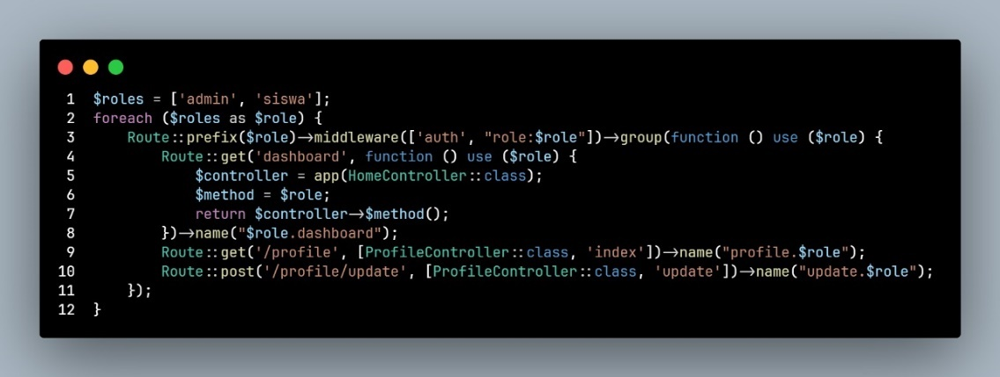 1 $roles = ['admin', 'siswa'];
2 foreach ($roles as $role) {
3     Route::prefix($role)->middleware(['auth', "role:$role"])->group(function () use ($role) {
4         Route::get('dashboard', function () use ($role) {
5             $controller = app(HomeController::class);
6             $method = $role;
7             return $controller->$method();
8         })->name("$role.dashboard");
9         Route::get('/profile', [ProfileController::class, 'index'])->name("profile.$role");
10         Route::post('/profile/update', [ProfileController::class, 'update'])->name("update.$role");
11     });
12 }